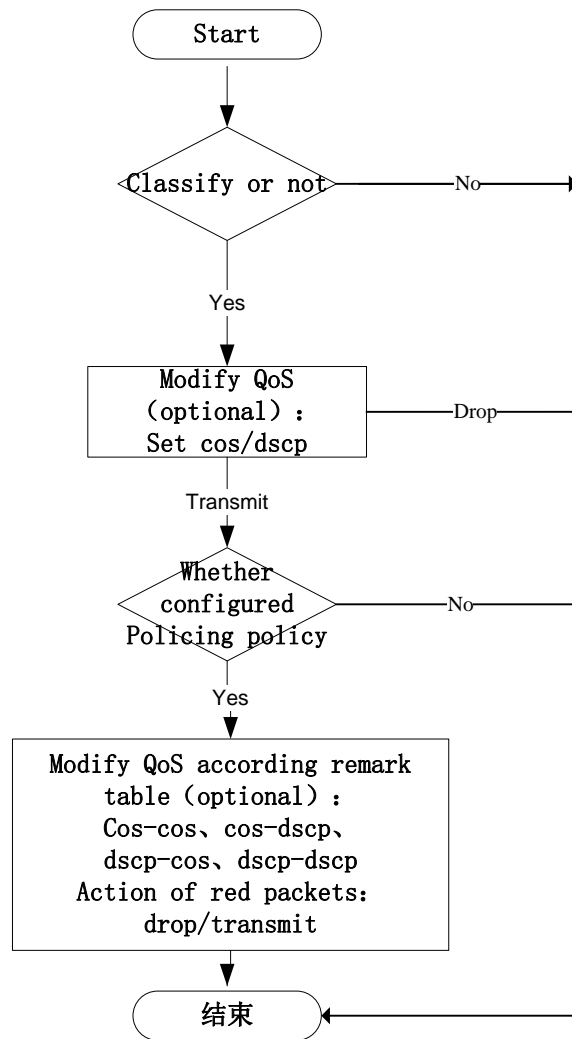 Start
Classify or not
No
Yes
Modify QoS
（optional）：
Set cos/dscp
Drop
Transmit
Whether
configured
Policing policy
No
Yes
Modify QoS according remark
table（optional）：
Cos-cos、cos-dscp、
dscp-cos、dscp-dscp
Action of red packets：
drop/transmit
结束